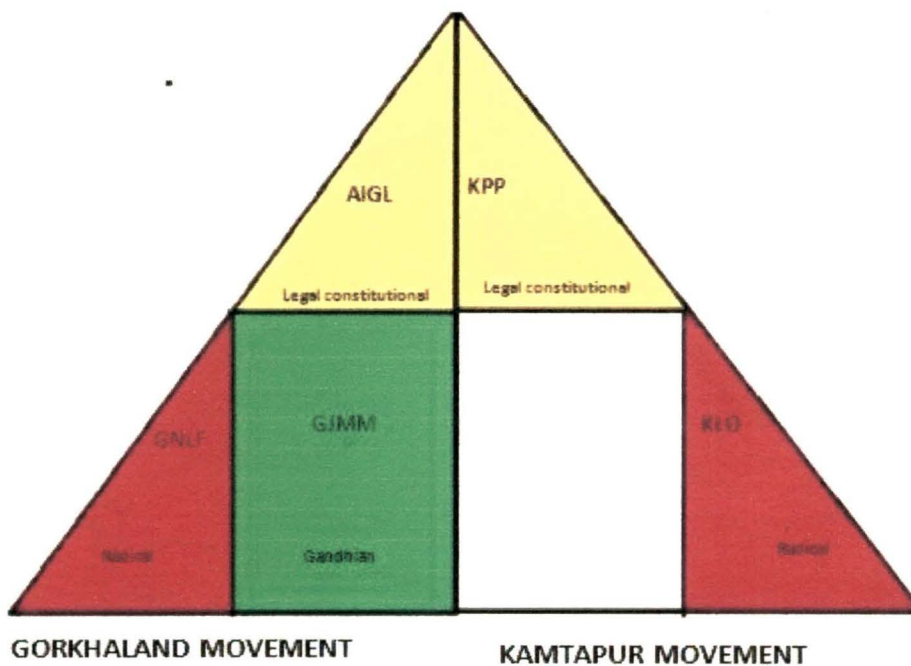 AIGL
KPP
Legal constitutional
Legal constitutional
GNLF
GJMM
KLO
Radical
Gandhian
Radical
GORKHALAND MOVEMENT
KAMTAPUR MOVEMENT